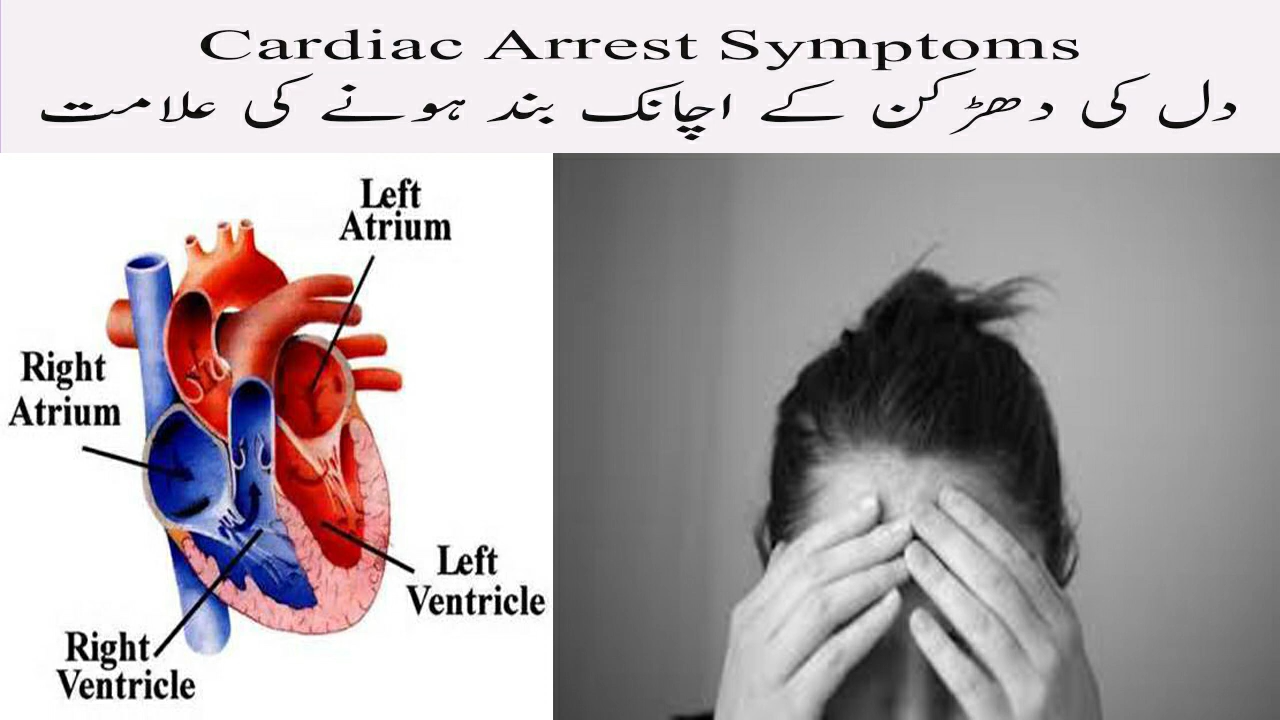 Cardiac Arrest Symptoms
دل کی دھڑکن کے اچانک بند ہونے کی علامت
Left
Atrium
Right
Atrium
Left
Ventricle
Right
Ventricle